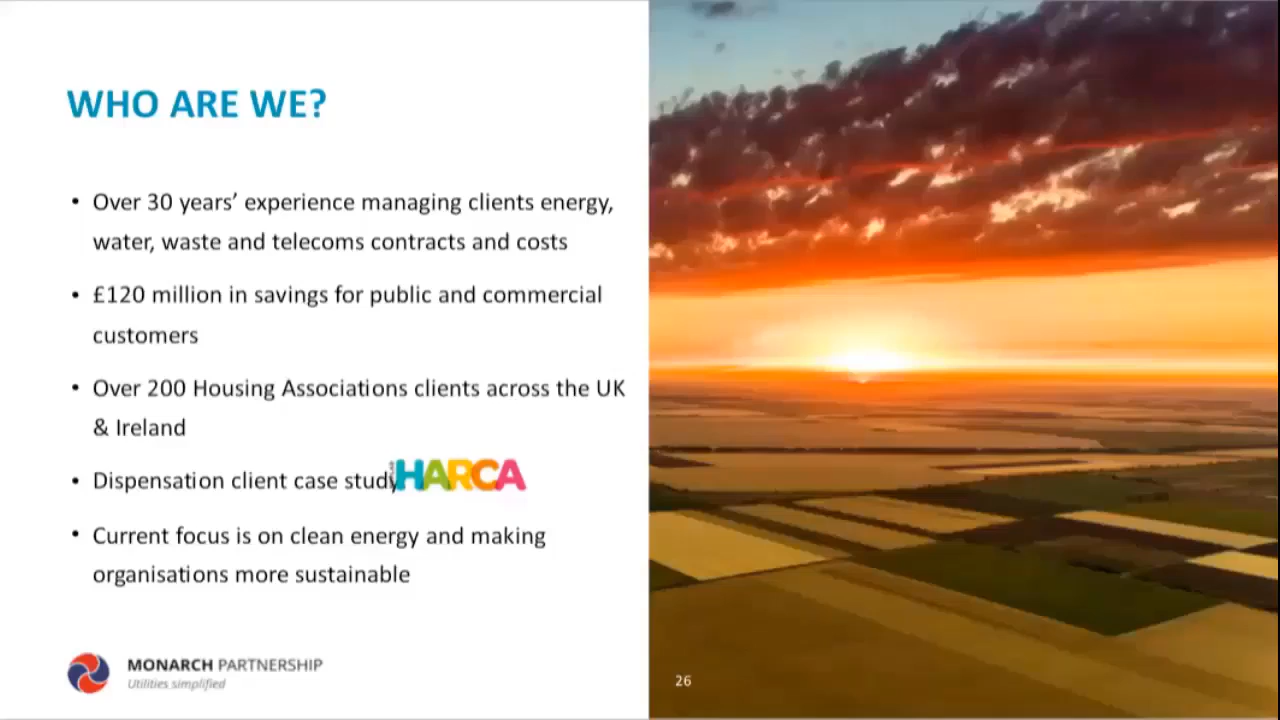 WHO ARE WE?
• Over 30 years’ experience managing clients energy,
water, waste and telecoms contracts and costs
• £120 million in savings for public and commercial
customers
• Over 200 Housing Associations clients across the UK
& Ireland
• Dispensation client case study HARCA
• Current focus is on clean energy and making
organisations more sustainable
MONARCH PARTNERSHIP
Utilities simplified
26